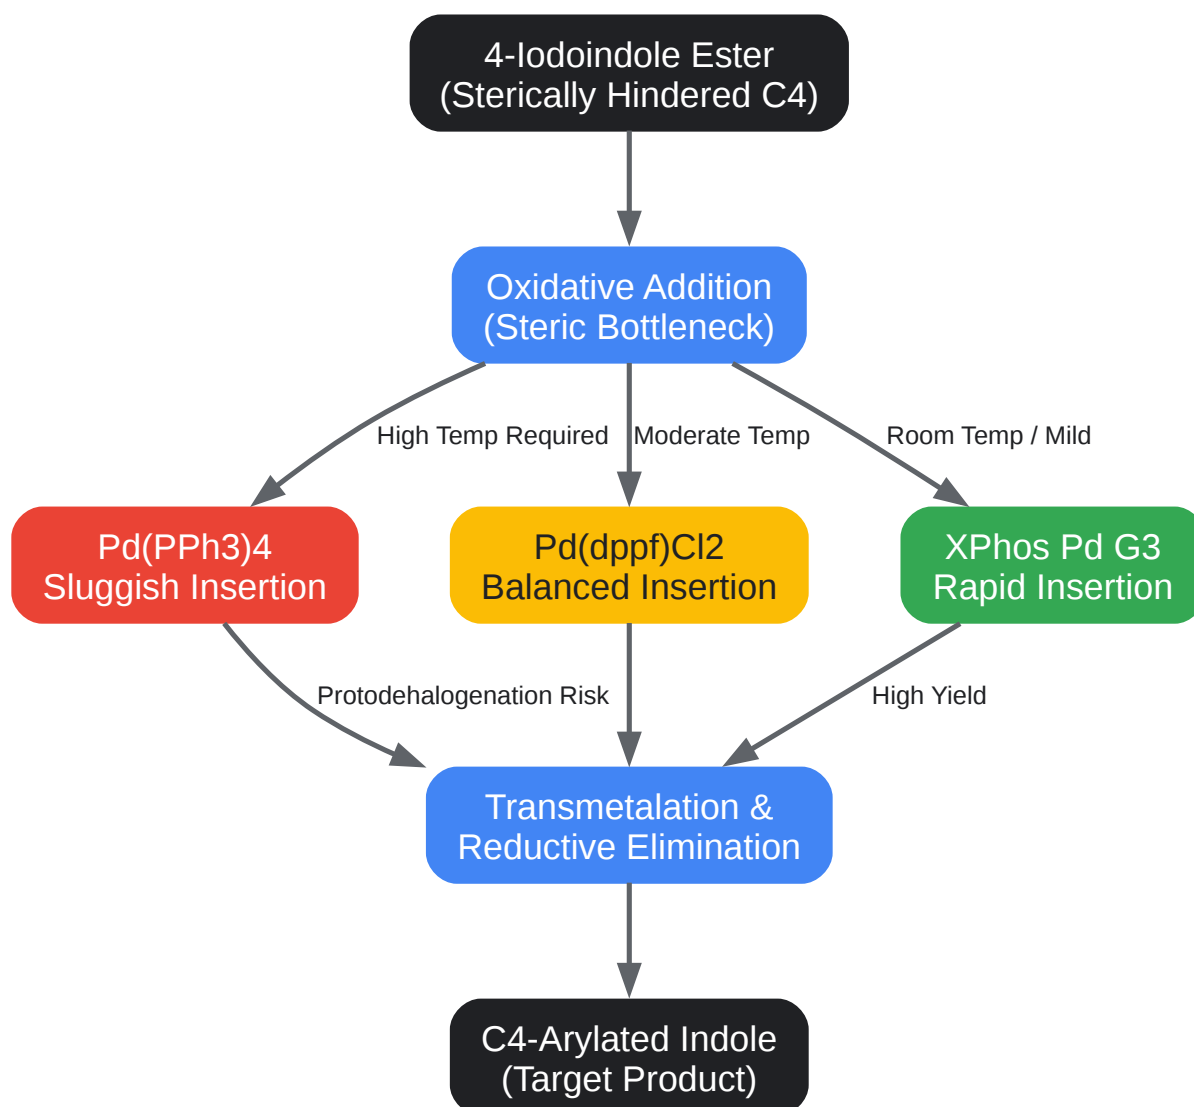 4-Iodoindole Ester
(Sterically Hindered C4)
Oxidative Addition
(Steric Bottleneck)
High Temp Required
Moderate Temp
Room Temp / Mild
Pd(PPh3)4
Sluggish Insertion
Pd(dppf)Cl2
Balanced Insertion
XPhos Pd G3
Rapid Insertion
Protodehalogenation Risk
High Yield
Transmetalation &
Reductive Elimination
C4-Arylated Indole
(Target Product)